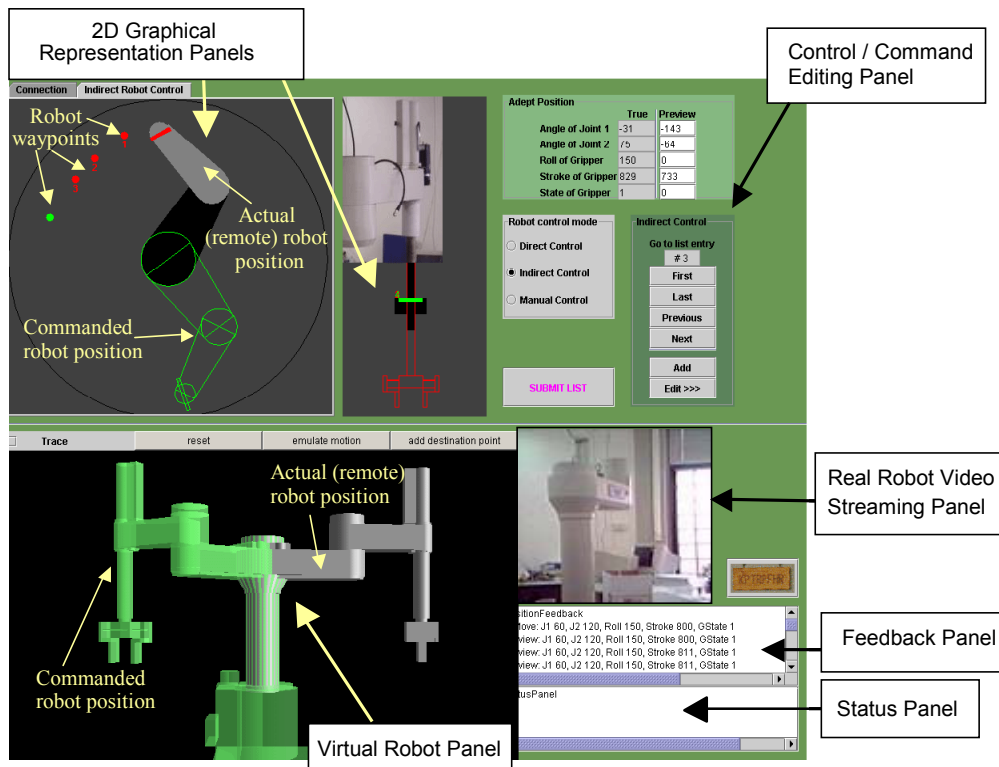 2D Graphical
Representation Panels
Control / Command
Editing Panel
Connection
Indirect Robot Control
Robot
waypoints
1
2
3
Actual
(remote) robot
position
Commanded
robot position
4
Adept Position
True Preview
Angle of Joint 1 -31 -143
Angle of Joint 2 75 -64
Roll of Gripper 150 0
Stroke of Gripper 829 733
State of Gripper 1 0
Robot control mode
Direct Control
Indirect Control
Manual Control
SUBMIT LIST
Indirect Control
Go to list entry
# 3
First
Last
Previous
Next
Add
Edit >>>
Trace
reset
emulate motion
add destination point
Actual (remote)
robot position
Commanded
robot position
Virtual Robot Panel
Real Robot Video
Streaming Panel
sitionFeedback
Move: J1 60, J2 120, Roll 150, Stroke 800, GState 1
view: J1 60, J2 120, Roll 150, Stroke 800, GState 1
view: J1 60, J2 120, Roll 150, Stroke 811, GState 1
view: J1 60, J2 120, Roll 150, Stroke 811, GState 1
Feedback Panel
tusPanel
Status Panel